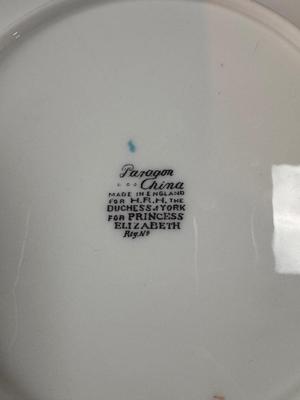 Paragon
China
MADE IN ENGLAND
FOR H.R.H. THE
DUCHESS of YORK
FOR PRINCESS
ELIZABETH
Reg. No